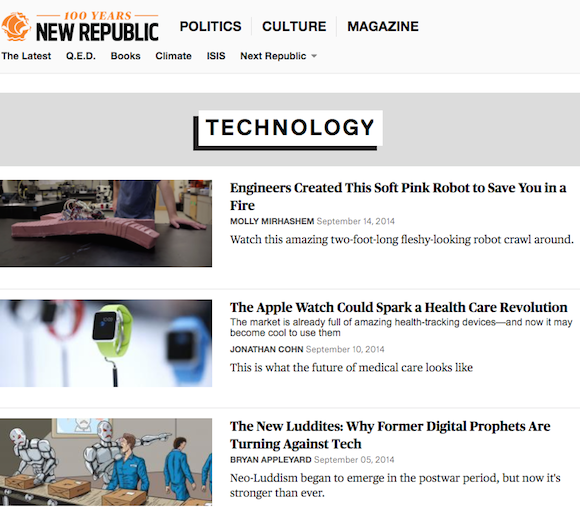 100 YEARS
NEW REPUBLIC
POLITICS CULTURE MAGAZINE
The Latest Q.E.D. Books Climate ISIS Next Republic
TECHNOLOGY
Engineers Created This Soft Pink Robot to Save You in a
Fire
MOLLY MIRHASHEM September 14, 2014
Watch this amazing two-foot-long fleshy-looking robot crawl around.
The Apple Watch Could Spark a Health Care Revolution
The market is already full of amazing health-tracking devices—and now it may
become cool to use them
JONATHAN COHN September 10, 2014
This is what the future of medical care looks like
The New Luddites: Why Former Digital Prophets Are
Turning Against Tech
BRYAN APPLEYARD September 05, 2014
Neo-Luddism began to emerge in the postwar period, but now it's
stronger than ever.